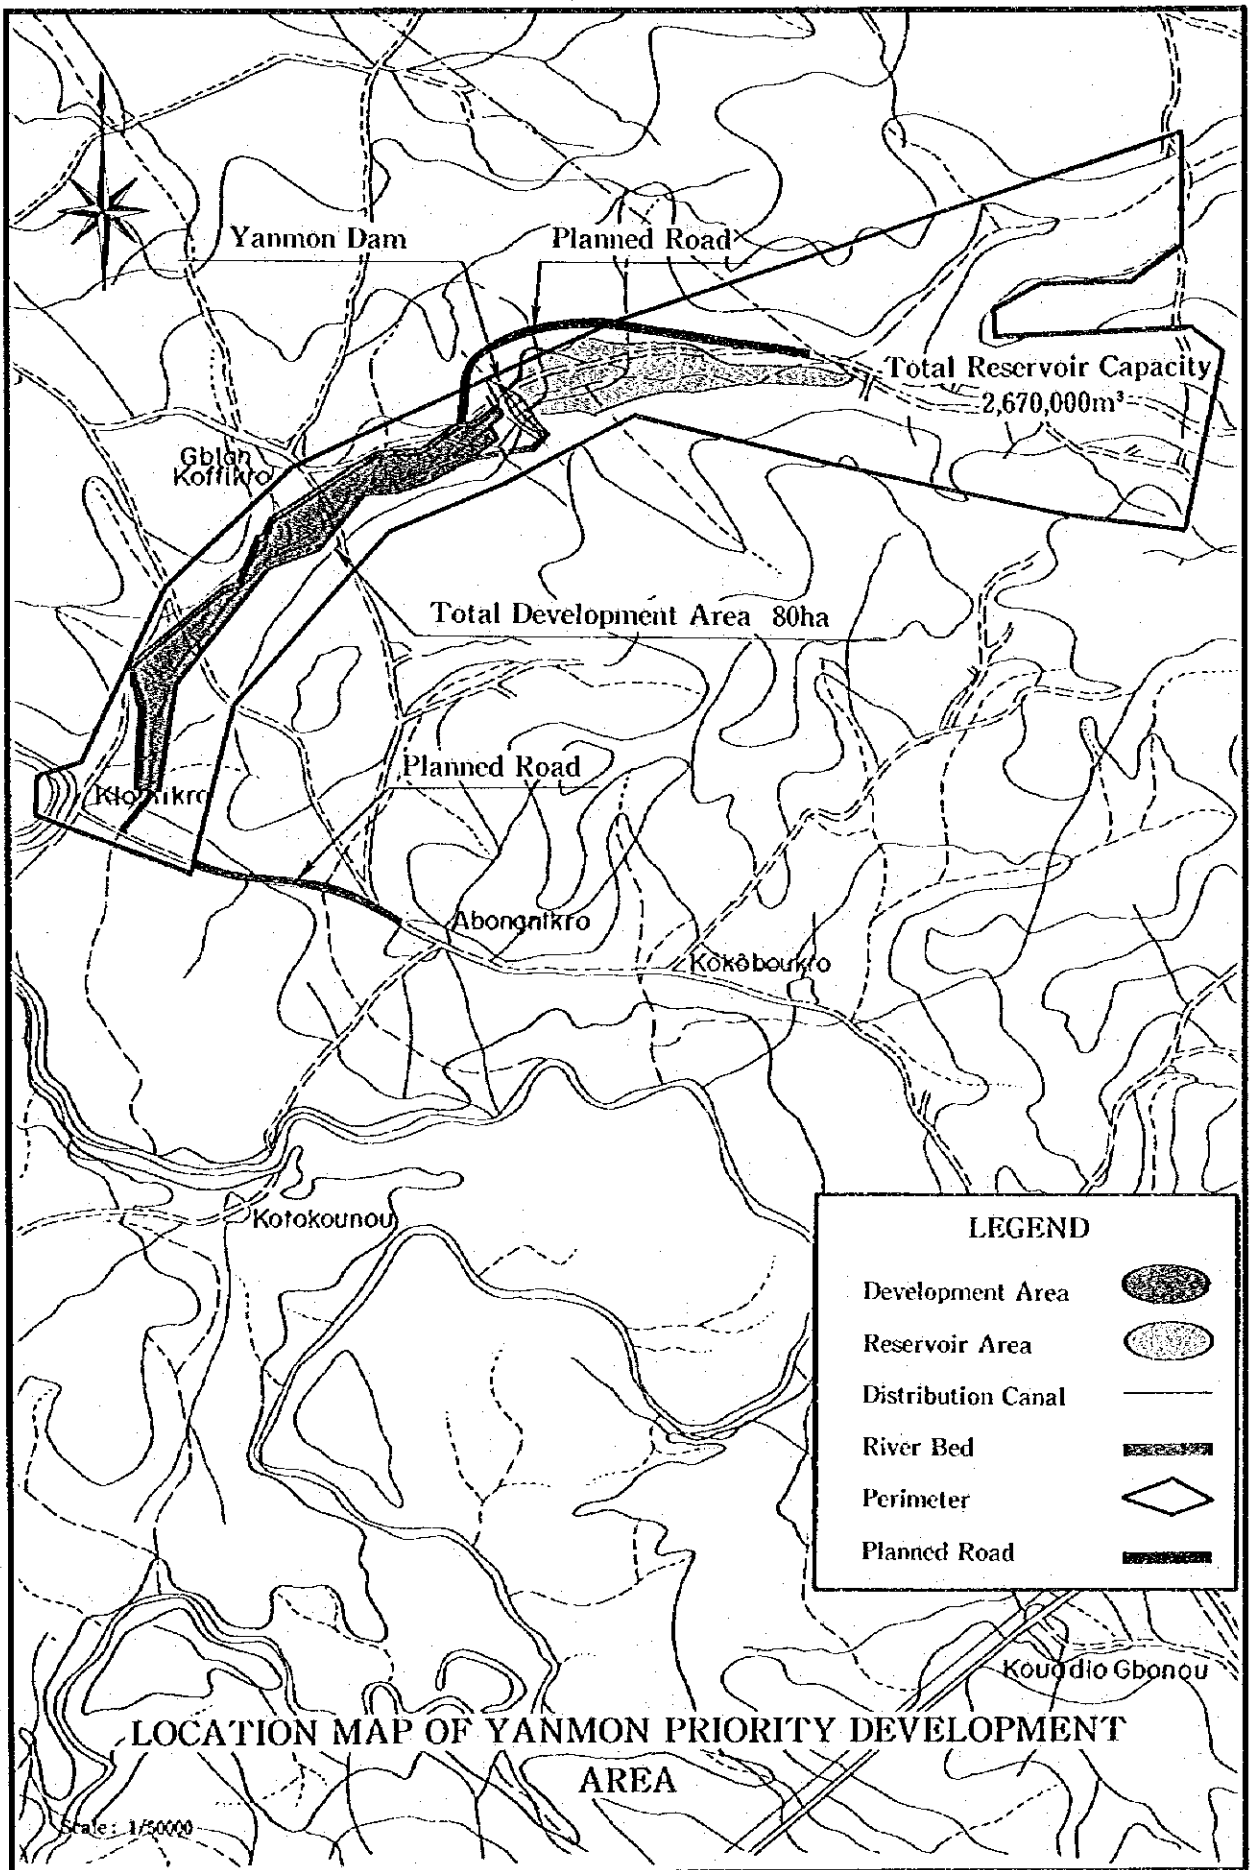 Yanmon Dam
Planned Road
Total Reservoir Capacity
2,670,000m³
Gblan
Koffikro
Total Development Area 80ha
Planned Road
Abongnikro
Kokôboukro
Kotokounou
LEGEND
Development Area
Reservoir Area
Distribution Canal
River Bed
Perimeter
Planned Road
Kouadio Gbonou
LOCATION MAP OF YANMON PRIORITY DEVELOPMENT
AREA
Scale: 1/50000